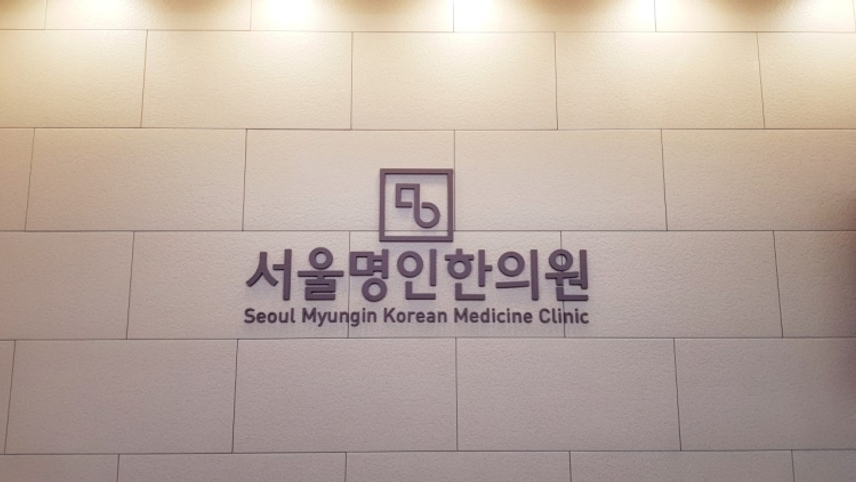 서울명인한의원
Seoul Myungin Korean Medicine Clinic